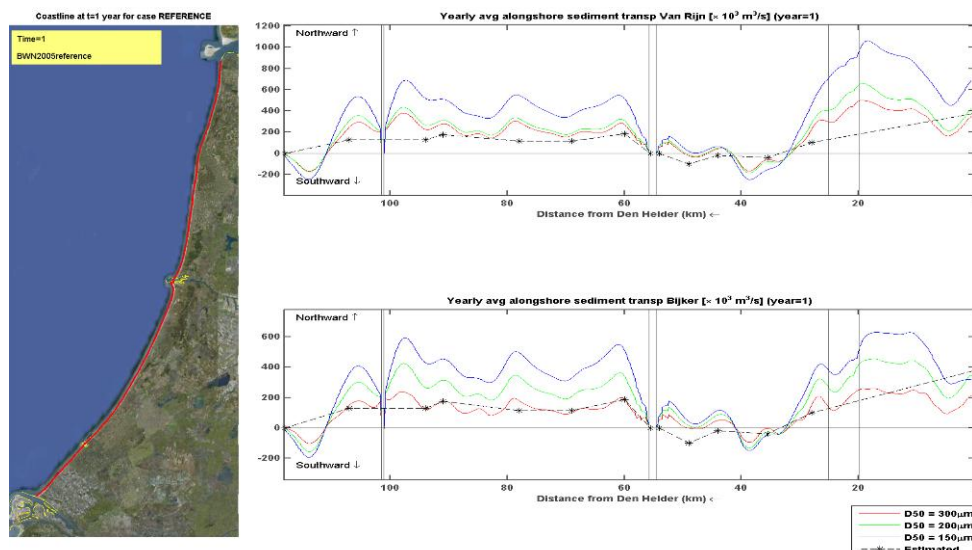 Coastline at t=1 year for case REFERENCE
Time=1
BWN2005reference
Yearly avg alongshore sediment transp Van Rijn [× 10³ m³/s] (year=1)
1200
1000
800
600
400
200
0
-200
Northward ↑
Southward ↓
100
80
60
40
20
Distance from Den Helder (km) ←
Yearly avg alongshore sediment transp Bijker [× 10³ m³/s] (year=1)
600
400
200
0
-200
Northward ↑
Southward ↓
100
80
60
40
20
Distance from Den Helder (km) ←
D50 = 300μm
D50 = 200μm
D50 = 150μm
Estimated